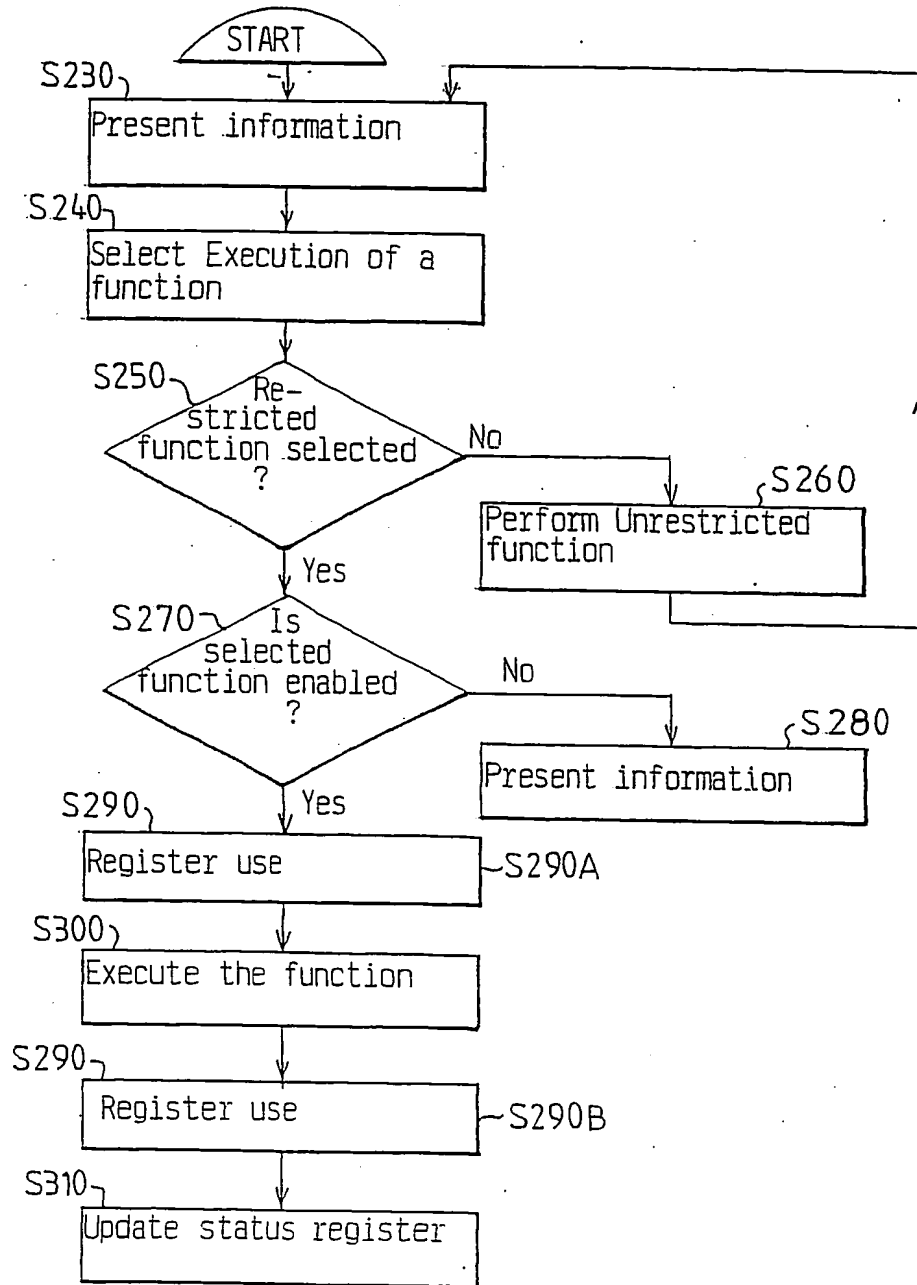 START
S230
Present information
S240
Select Execution of a
function
S250
Re-
stricted
function selected
?
No
S260
Perform Unrestricted
function
Yes
S270
Is
selected
function enabled
?
No
S280
Present information
Yes
S290
Register use
S290A
S300
Execute the function
S290
Register use
S290B
S310
Update status register